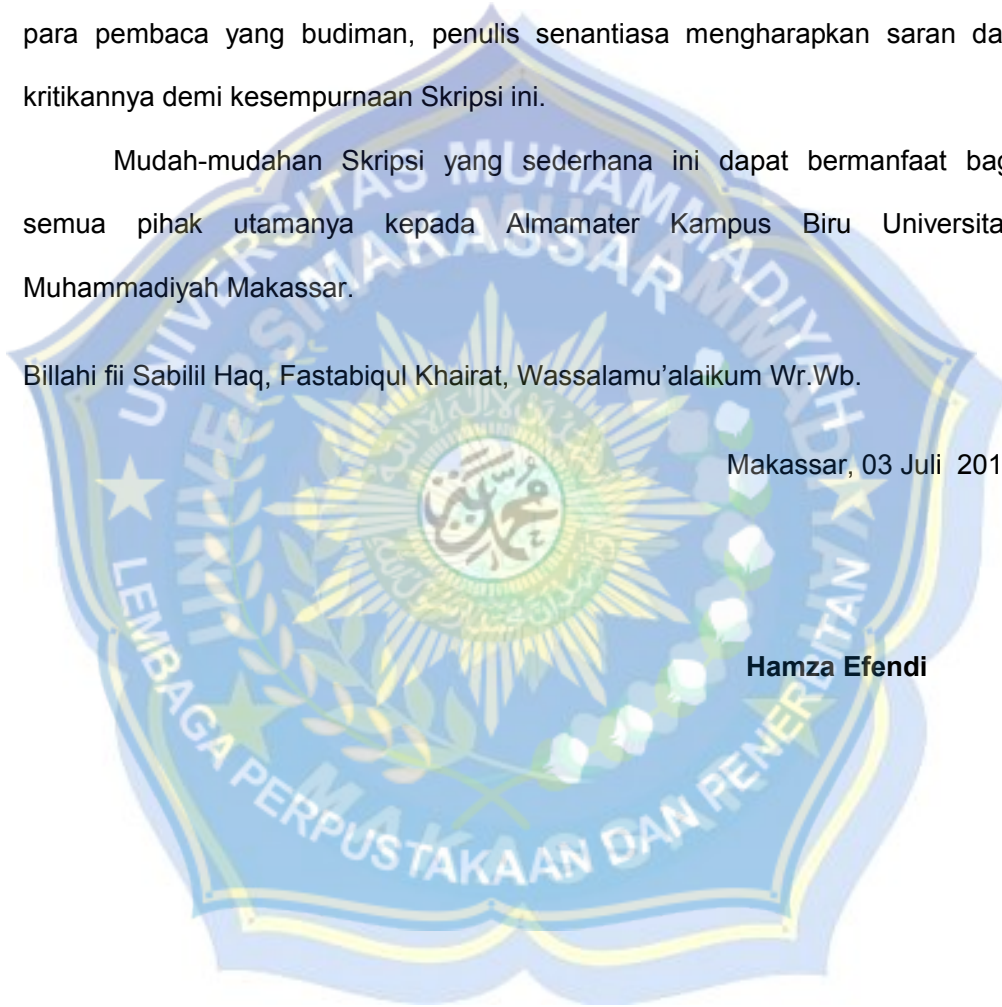 para pembaca yang budiman, penulis senantiasa mengharapkan saran da
kritikannya demi kesempurnaan Skripsi ini.
Mudah-mudahan Skripsi yang sederhana ini dapat bermanfaat bag
semua pihak utamanya kepada Almamater Kampus Biru Universita
Muhammadiyah Makassar.
Billahi fii Sabilil Haq, Fastabiqul Khairat, Wassalamu’alaikum Wr.Wb.
Makassar, 03 Juli 201
Hamza Efendi
UNIVERSITAS MUHAMMADIYAH
MAKASSAR
LEMBAGA PERPUSTAKAAN DAN PENERBITAN
MAKASSAR